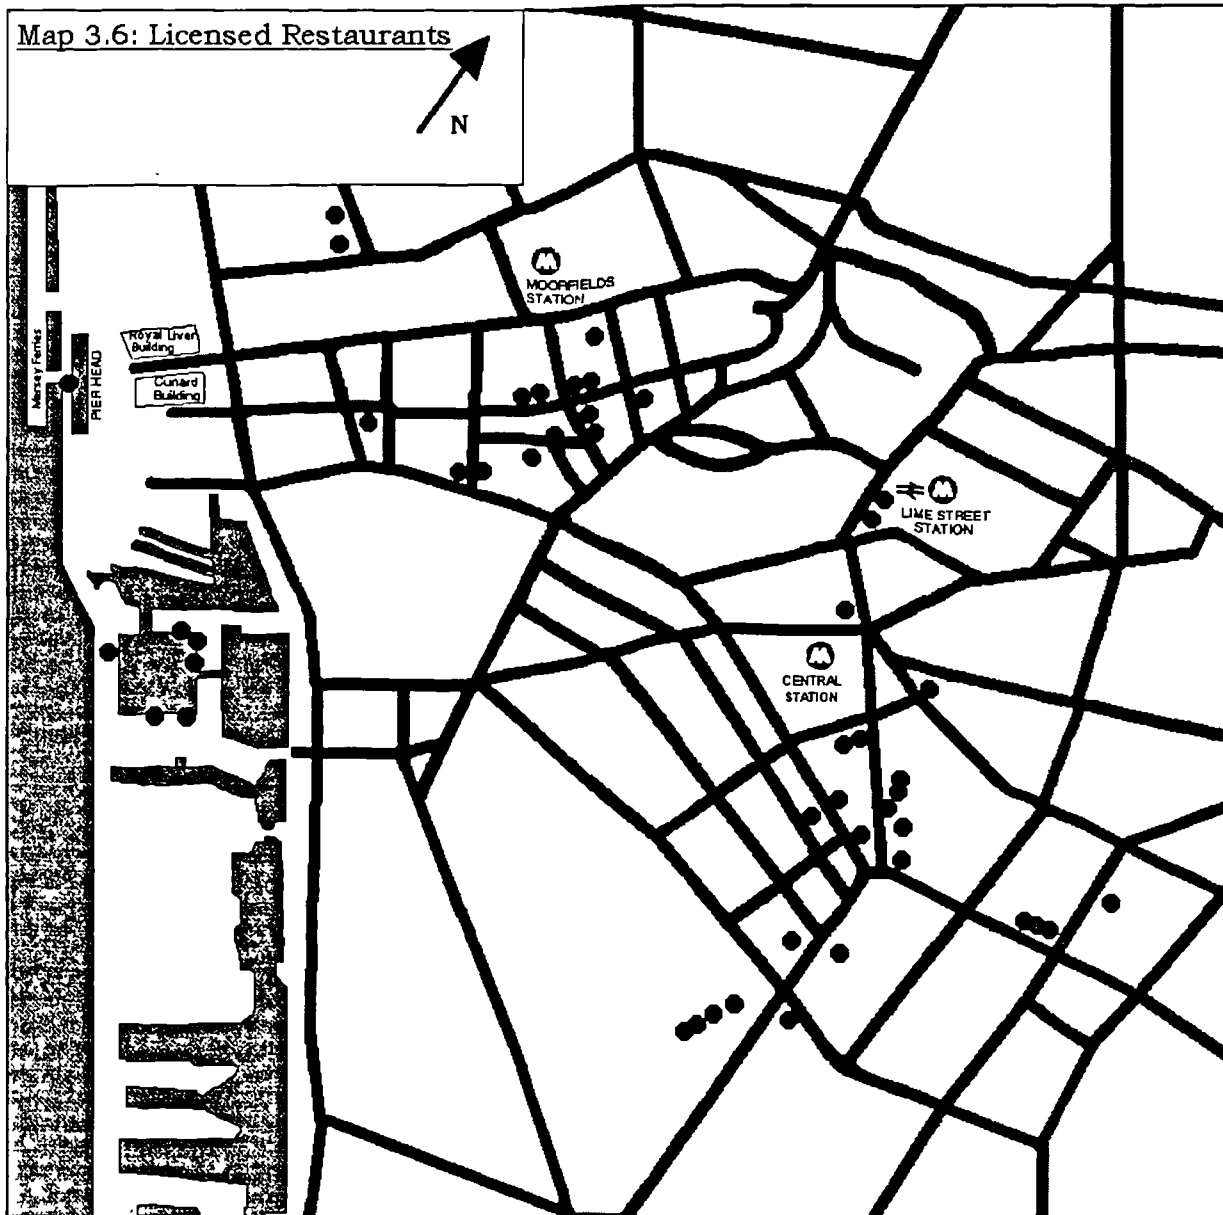 Map 3.6: Licensed Restaurants
N
M
MOORFIELDS
STATION
Royal Liver
Building
Cunard
Building
Mersey Ferries
PIER HEAD
M
LIME STREET
STATION
M
CENTRAL
STATION